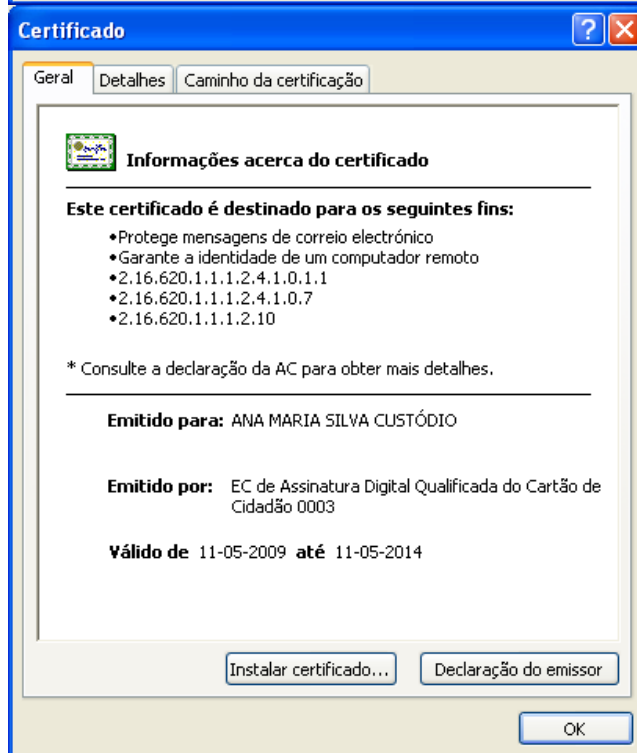 Certificado
Geral Detalhes Caminho da certificação
Informações acerca do certificado
Este certificado é destinado para os seguintes fins:
•Protege mensagens de correio electrónico
•Garante a identidade de um computador remoto
•2.16.620.1.1.1.2.4.1.0.1.1
•2.16.620.1.1.1.2.4.1.0.7
•2.16.620.1.1.1.2.10
* Consulte a declaração da AC para obter mais detalhes.
Emitido para: ANA MARIA SILVA CUSTÓDIO
Emitido por: EC de Assinatura Digital Qualificada do Cartão de
Cidadão 0003
Válido de 11-05-2009 até 11-05-2014
Instalar certificado... Declaração do emissor
OK